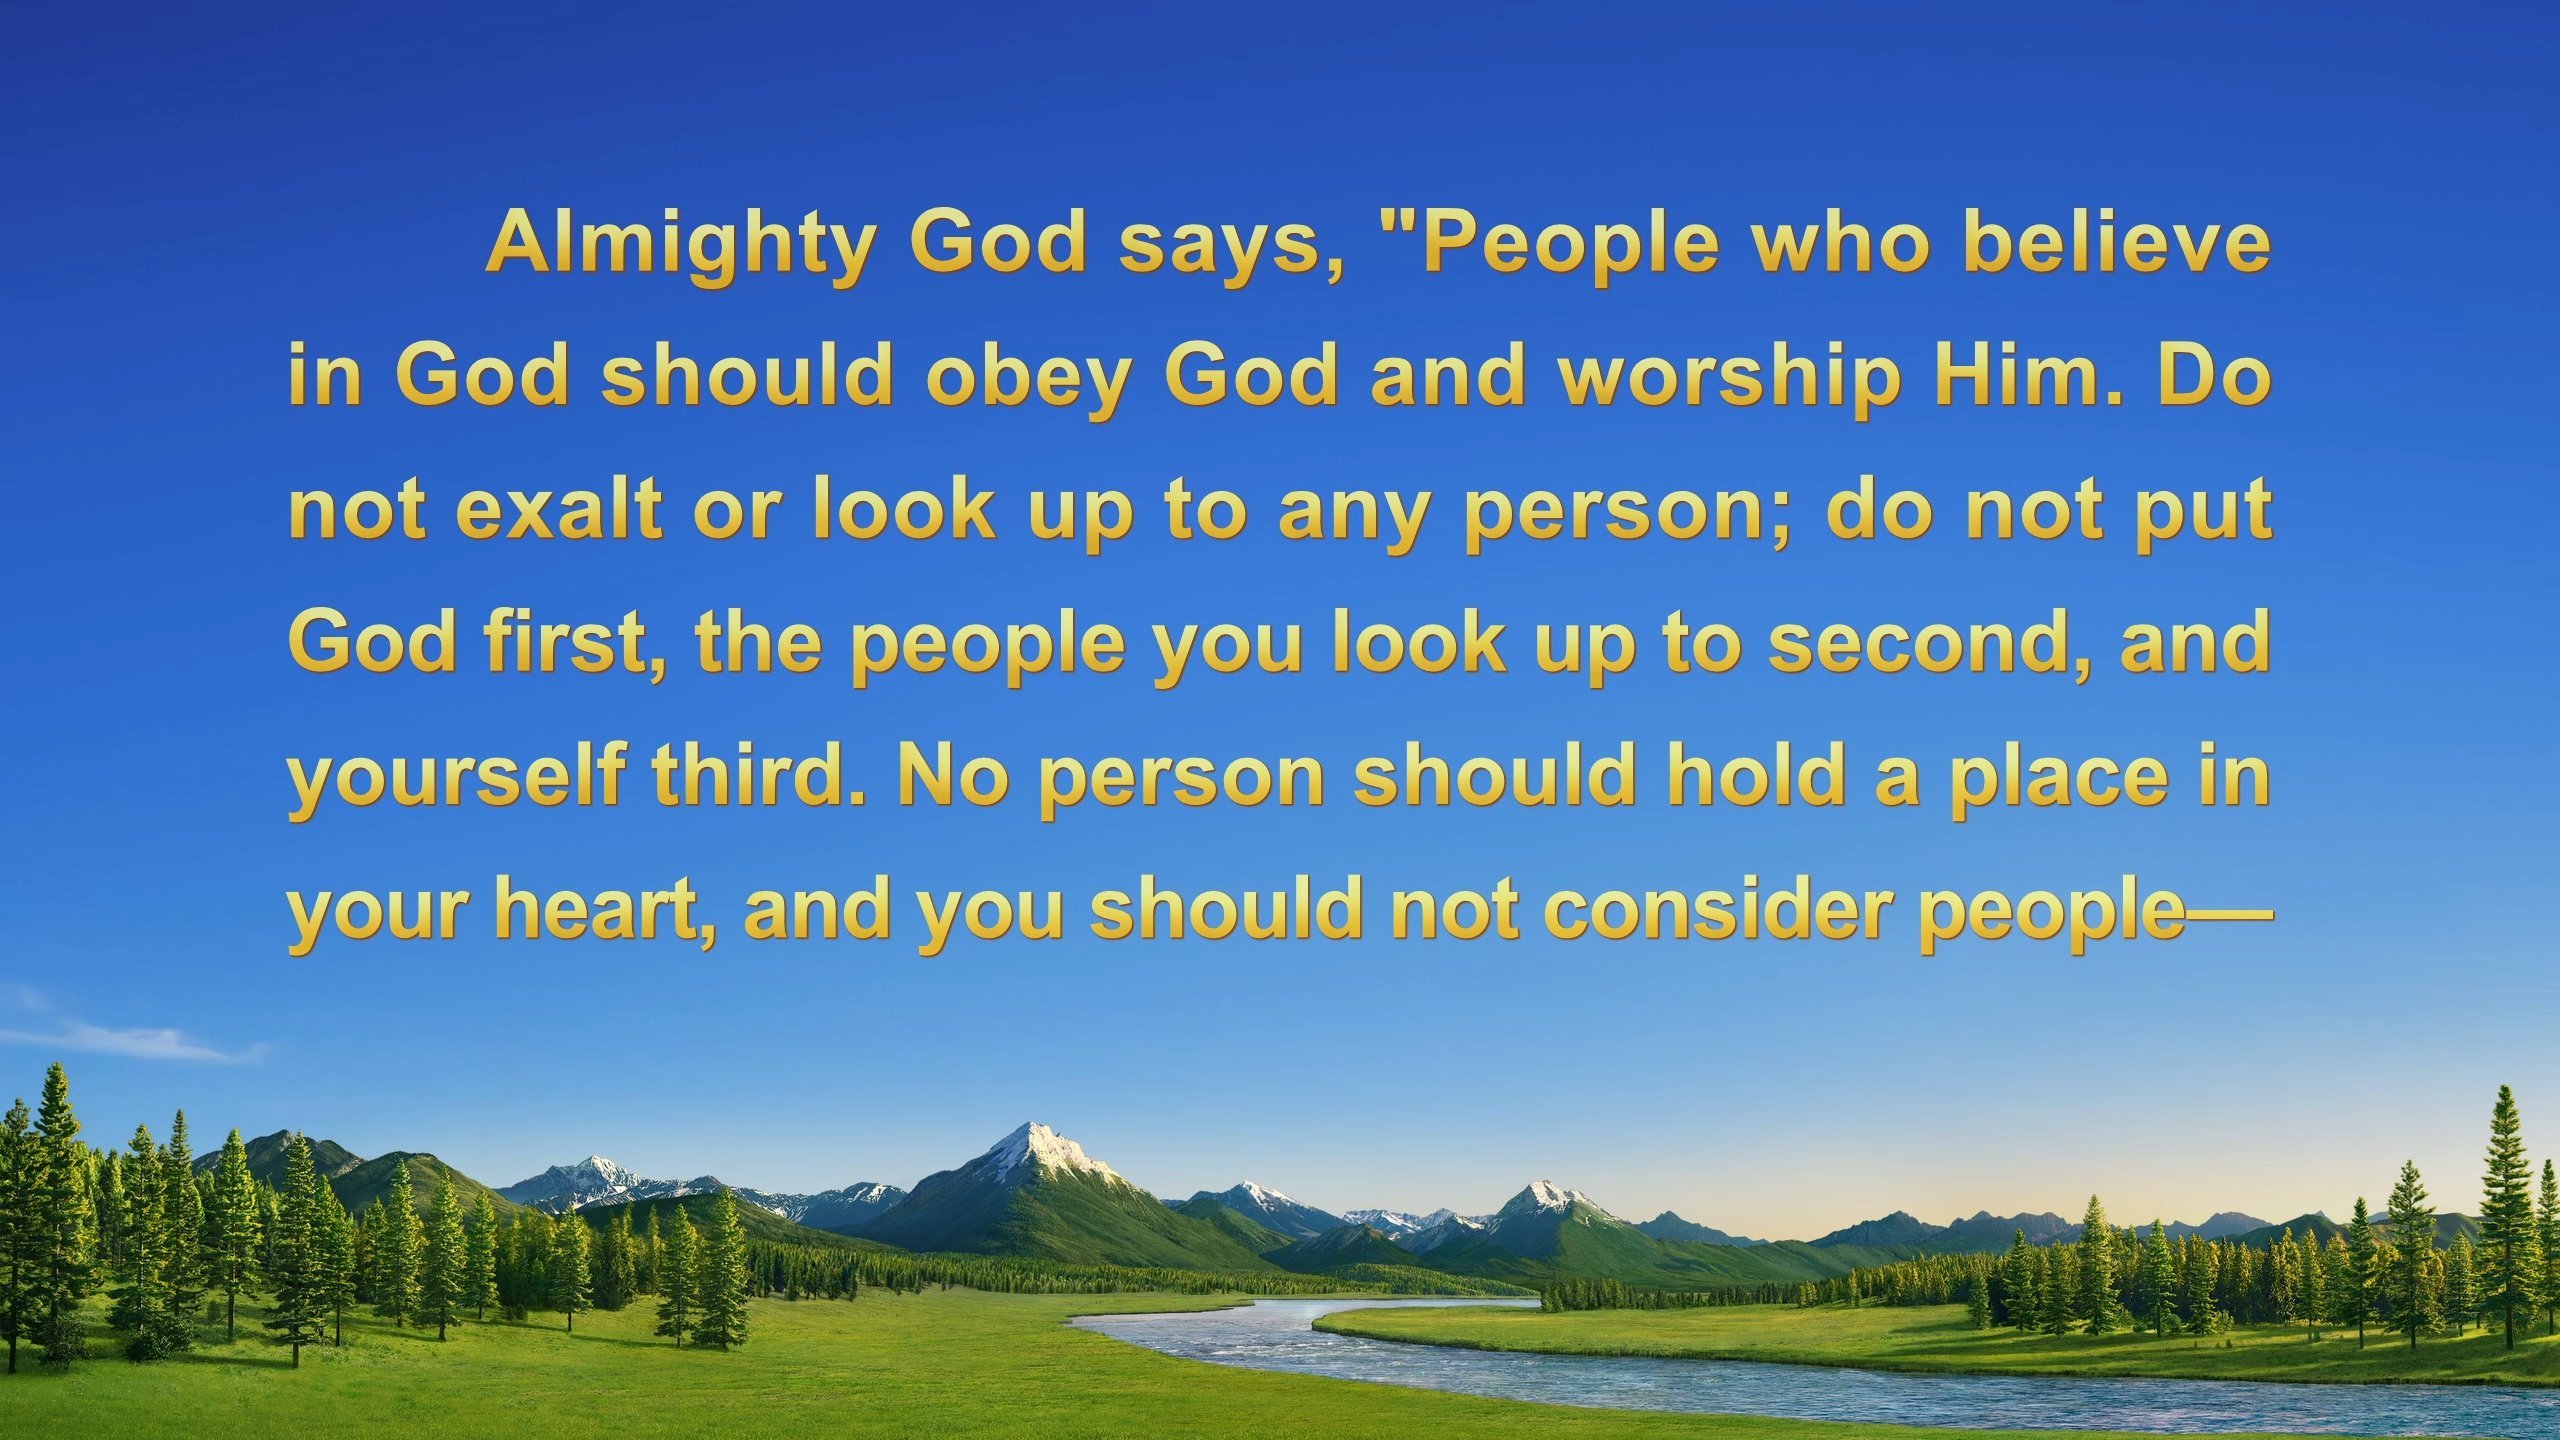 Almighty God says, "People who believe
in God should obey God and worship Him. Do
not exalt or look up to any person; do not put
God first, the people you look up to second, and
yourself third. No person should hold a place in
your heart, and you should not consider people—